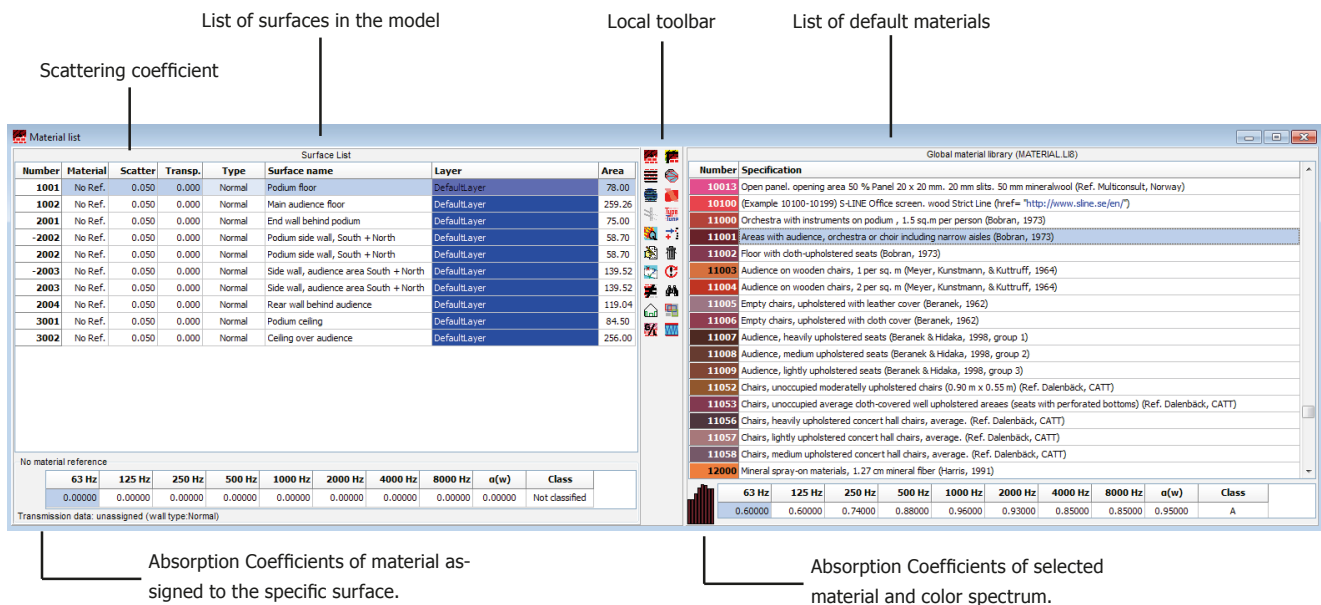 List of surfaces in the model
Local toolbar
List of default materials
Scattering coefficient
Material list
Surface List
Number Material Scatter Transp. Type Surface name Layer Area
1001 No Ref. 0.050 0.000 Normal Podium floor DefaultLayer 78.00
1002 No Ref. 0.050 0.000 Normal Main audience floor DefaultLayer 259.26
2001 No Ref. 0.050 0.000 Normal End wall behind podium DefaultLayer 75.00
-2002 No Ref. 0.050 0.000 Normal Podium side wall, South + North DefaultLayer 58.70
2002 No Ref. 0.050 0.000 Normal Podium side wall, South + North DefaultLayer 58.70
-2003 No Ref. 0.050 0.000 Normal Side wall, audience area South + North DefaultLayer 139.52
2003 No Ref. 0.050 0.000 Normal Side wall, audience area South + North DefaultLayer 139.52
2004 No Ref. 0.050 0.000 Normal Rear wall behind audience DefaultLayer 119.04
3001 No Ref. 0.050 0.000 Normal Podium ceiling DefaultLayer 84.50
3002 No Ref. 0.050 0.000 Normal Ceiling over audience DefaultLayer 256.00
No material reference
63 Hz 125 Hz 250 Hz 500 Hz 1000 Hz 2000 Hz 4000 Hz 8000 Hz α(w) Class
0.00000 0.00000 0.00000 0.00000 0.00000 0.00000 0.00000 0.00000 0.00000 Not classified
Transmission data: unassigned (wall type:Normal)
Global material library (MATERIAL.LI8)
Number Specification
10013 Open panel. opening area 50 % Panel 20 x 20 mm. 20 mm slits. 50 mm mineralwool (Ref. Multiconsult, Norway)
10100 (Example 10100-10199) S-LINE Office screen. wood Strict Line (href= "http://www.sline.se/en/")
11000 Orchestra with instruments on podium , 1.5 sq.m per person (Bobran, 1973)
11001 Areas with audience, orchestra or choir including narrow aisles (Bobran, 1973)
11002 Floor with cloth-upholstered seats (Bobran, 1973)
11003 Audience on wooden chairs, 1 per sq. m (Meyer, Kunstmann, & Kuttruff, 1964)
11004 Audience on wooden chairs, 2 per sq. m (Meyer, Kunstmann, & Kuttruff, 1964)
11005 Empty chairs, upholstered with leather cover (Beranek, 1962)
11006 Empty chairs, upholstered with cloth cover (Beranek, 1962)
11007 Audience, heavily upholstered seats (Beranek & Hidaka, 1998, group 1)
11008 Audience, medium upholstered seats (Beranek & Hidaka, 1998, group 2)
11009 Audience, lightly upholstered seats (Beranek & Hidaka, 1998, group 3)
11052 Chairs, unoccupied moderatelly upholstered chairs (0.90 m x 0.55 m) (Ref. Dalenbäck, CATT)
11053 Chairs, unoccupied average cloth-covered well upholstered areaes (seats with perforated bottoms) (Ref. Dalenbäck, CATT)
11056 Chairs, heavily upholstered concert hall chairs, average. (Ref. Dalenbäck, CATT)
11057 Chairs, lightly upholstered concert hall chairs, average. (Ref. Dalenbäck, CATT)
11058 Chairs, medium upholstered concert hall chairs, average. (Ref. Dalenbäck, CATT)
12000 Mineral spray-on materials, 1.27 cm mineral fiber (Harris, 1991)
63 Hz 125 Hz 250 Hz 500 Hz 1000 Hz 2000 Hz 4000 Hz 8000 Hz α(w) Class
0.60000 0.60000 0.74000 0.88000 0.96000 0.93000 0.85000 0.85000 0.95000 A
Absorption Coefficients of material as-
signed to the specific surface.
Absorption Coefficients of selected
material and color spectrum.